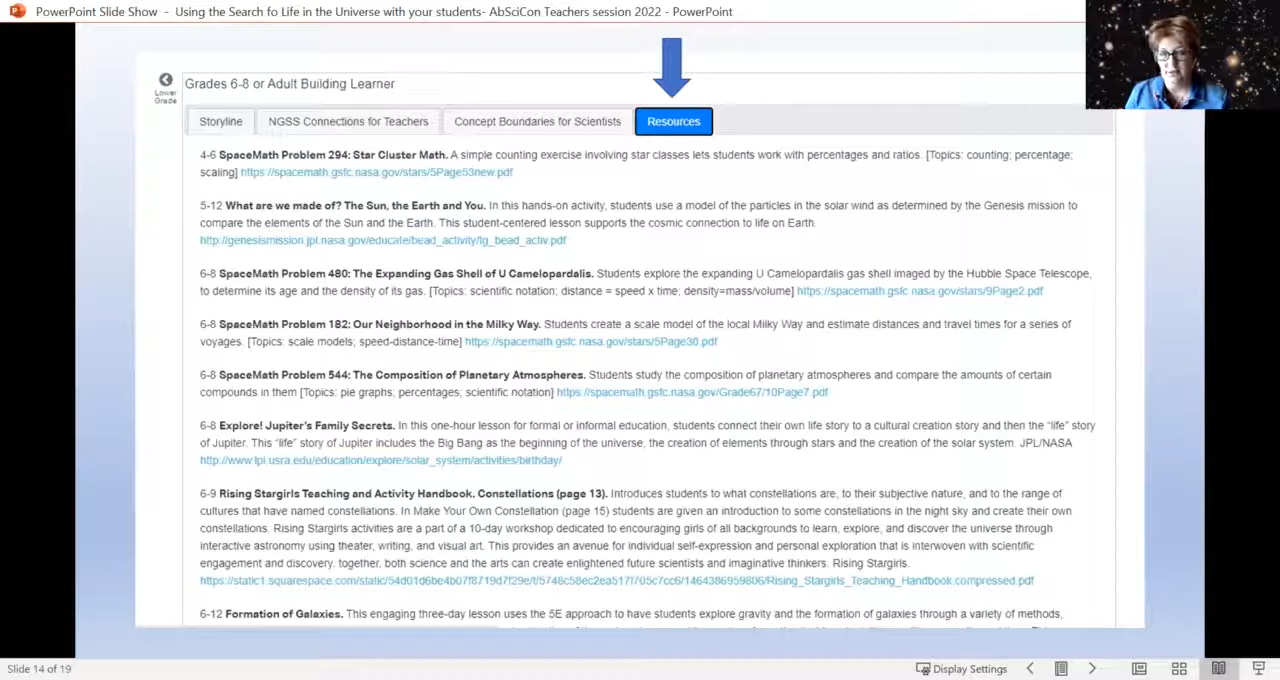 PowerPoint Slide Show - Using the Search fo Life in the Universe with your students- AbSciCon Teachers session 2022 - PowerPoint
Lower
Grade
Grades 6-8 or Adult Building Learner
Storyline
NGSS Connections for Teachers
Concept Boundaries for Scientists
Resources
4-6 SpaceMath Problem 294: Star Cluster Math. A simple counting exercise involving star classes lets students work with percentages and ratios. [Topics: counting; percentage;
scaling] https://spacemath.gsfc.nasa.gov/stars/5Page53new.pdf
5-12 What are we made of? The Sun, the Earth and You. In this hands-on activity, students use a model of the particles in the solar wind as determined by the Genesis mission to
compare the elements of the Sun and the Earth. This student-centered lesson supports the cosmic connection to life on Earth.
http://genesismission.jpl.nasa.gov/educate/bead_activity/tg_bead_activ.pdf
6-8 SpaceMath Problem 480: The Expanding Gas Shell of U Camelopardalis. Students explore the expanding U Camelopardalis gas shell imaged by the Hubble Space Telescope,
to determine its age and the density of its gas. [Topics: scientific notation; distance = speed x time; density=mass/volume] https://spacemath.gsfc.nasa.gov/stars/9Page2.pdf
6-8 SpaceMath Problem 182: Our Neighborhood in the Milky Way. Students create a scale model of the local Milky Way and estimate distances and travel times for a series of
voyages. [Topics: scale models; speed-distance-time] https://spacemath.gsfc.nasa.gov/stars/5Page30.pdf
6-8 SpaceMath Problem 544: The Composition of Planetary Atmospheres. Students study the composition of planetary atmospheres and compare the amounts of certain
compounds in them [Topics: pie graphs; percentages; scientific notation] https://spacemath.gsfc.nasa.gov/Grade67/10Page7.pdf
6-8 Explore! Jupiter's Family Secrets. In this one-hour lesson for formal or informal education, students connect their own life story to a cultural creation story and then the "life" story
of Jupiter. This "life" story of Jupiter includes the Big Bang as the beginning of the universe, the creation of elements through stars and the creation of the solar system. JPL/NASA
http://www.lpi.usra.edu/education/explore/solar_system/activities/birthday/
6-9 Rising Stargirls Teaching and Activity Handbook. Constellations (page 13). Introduces students to what constellations are, to their subjective nature, and to the range of
cultures that have named constellations. In Make Your Own Constellation (page 15) students are given an introduction to some constellations in the night sky and create their own
constellations. Rising Stargirls activities are a part of a 10-day workshop dedicated to encouraging girls of all backgrounds to learn, explore, and discover the universe through
interactive astronomy using theater, writing, and visual art. This provides an avenue for individual self-expression and personal exploration that is interwoven with scientific
engagement and discovery. together, both science and the arts can create enlightened future scientists and imaginative thinkers. Rising Stargirls.
https://static1.squarespace.com/static/54d01d6be4b07f8719d7f29e/t/5748c58ec2ea517f705c7cc6/1464386959806/Rising_Stargirls_Teaching_Handbook.compressed.pdf
6-12 Formation of Galaxies. This engaging three-day lesson uses the 5E approach to have students explore gravity and the formation of galaxies through a variety of methods,
Slide 14 of 19
Display Settings